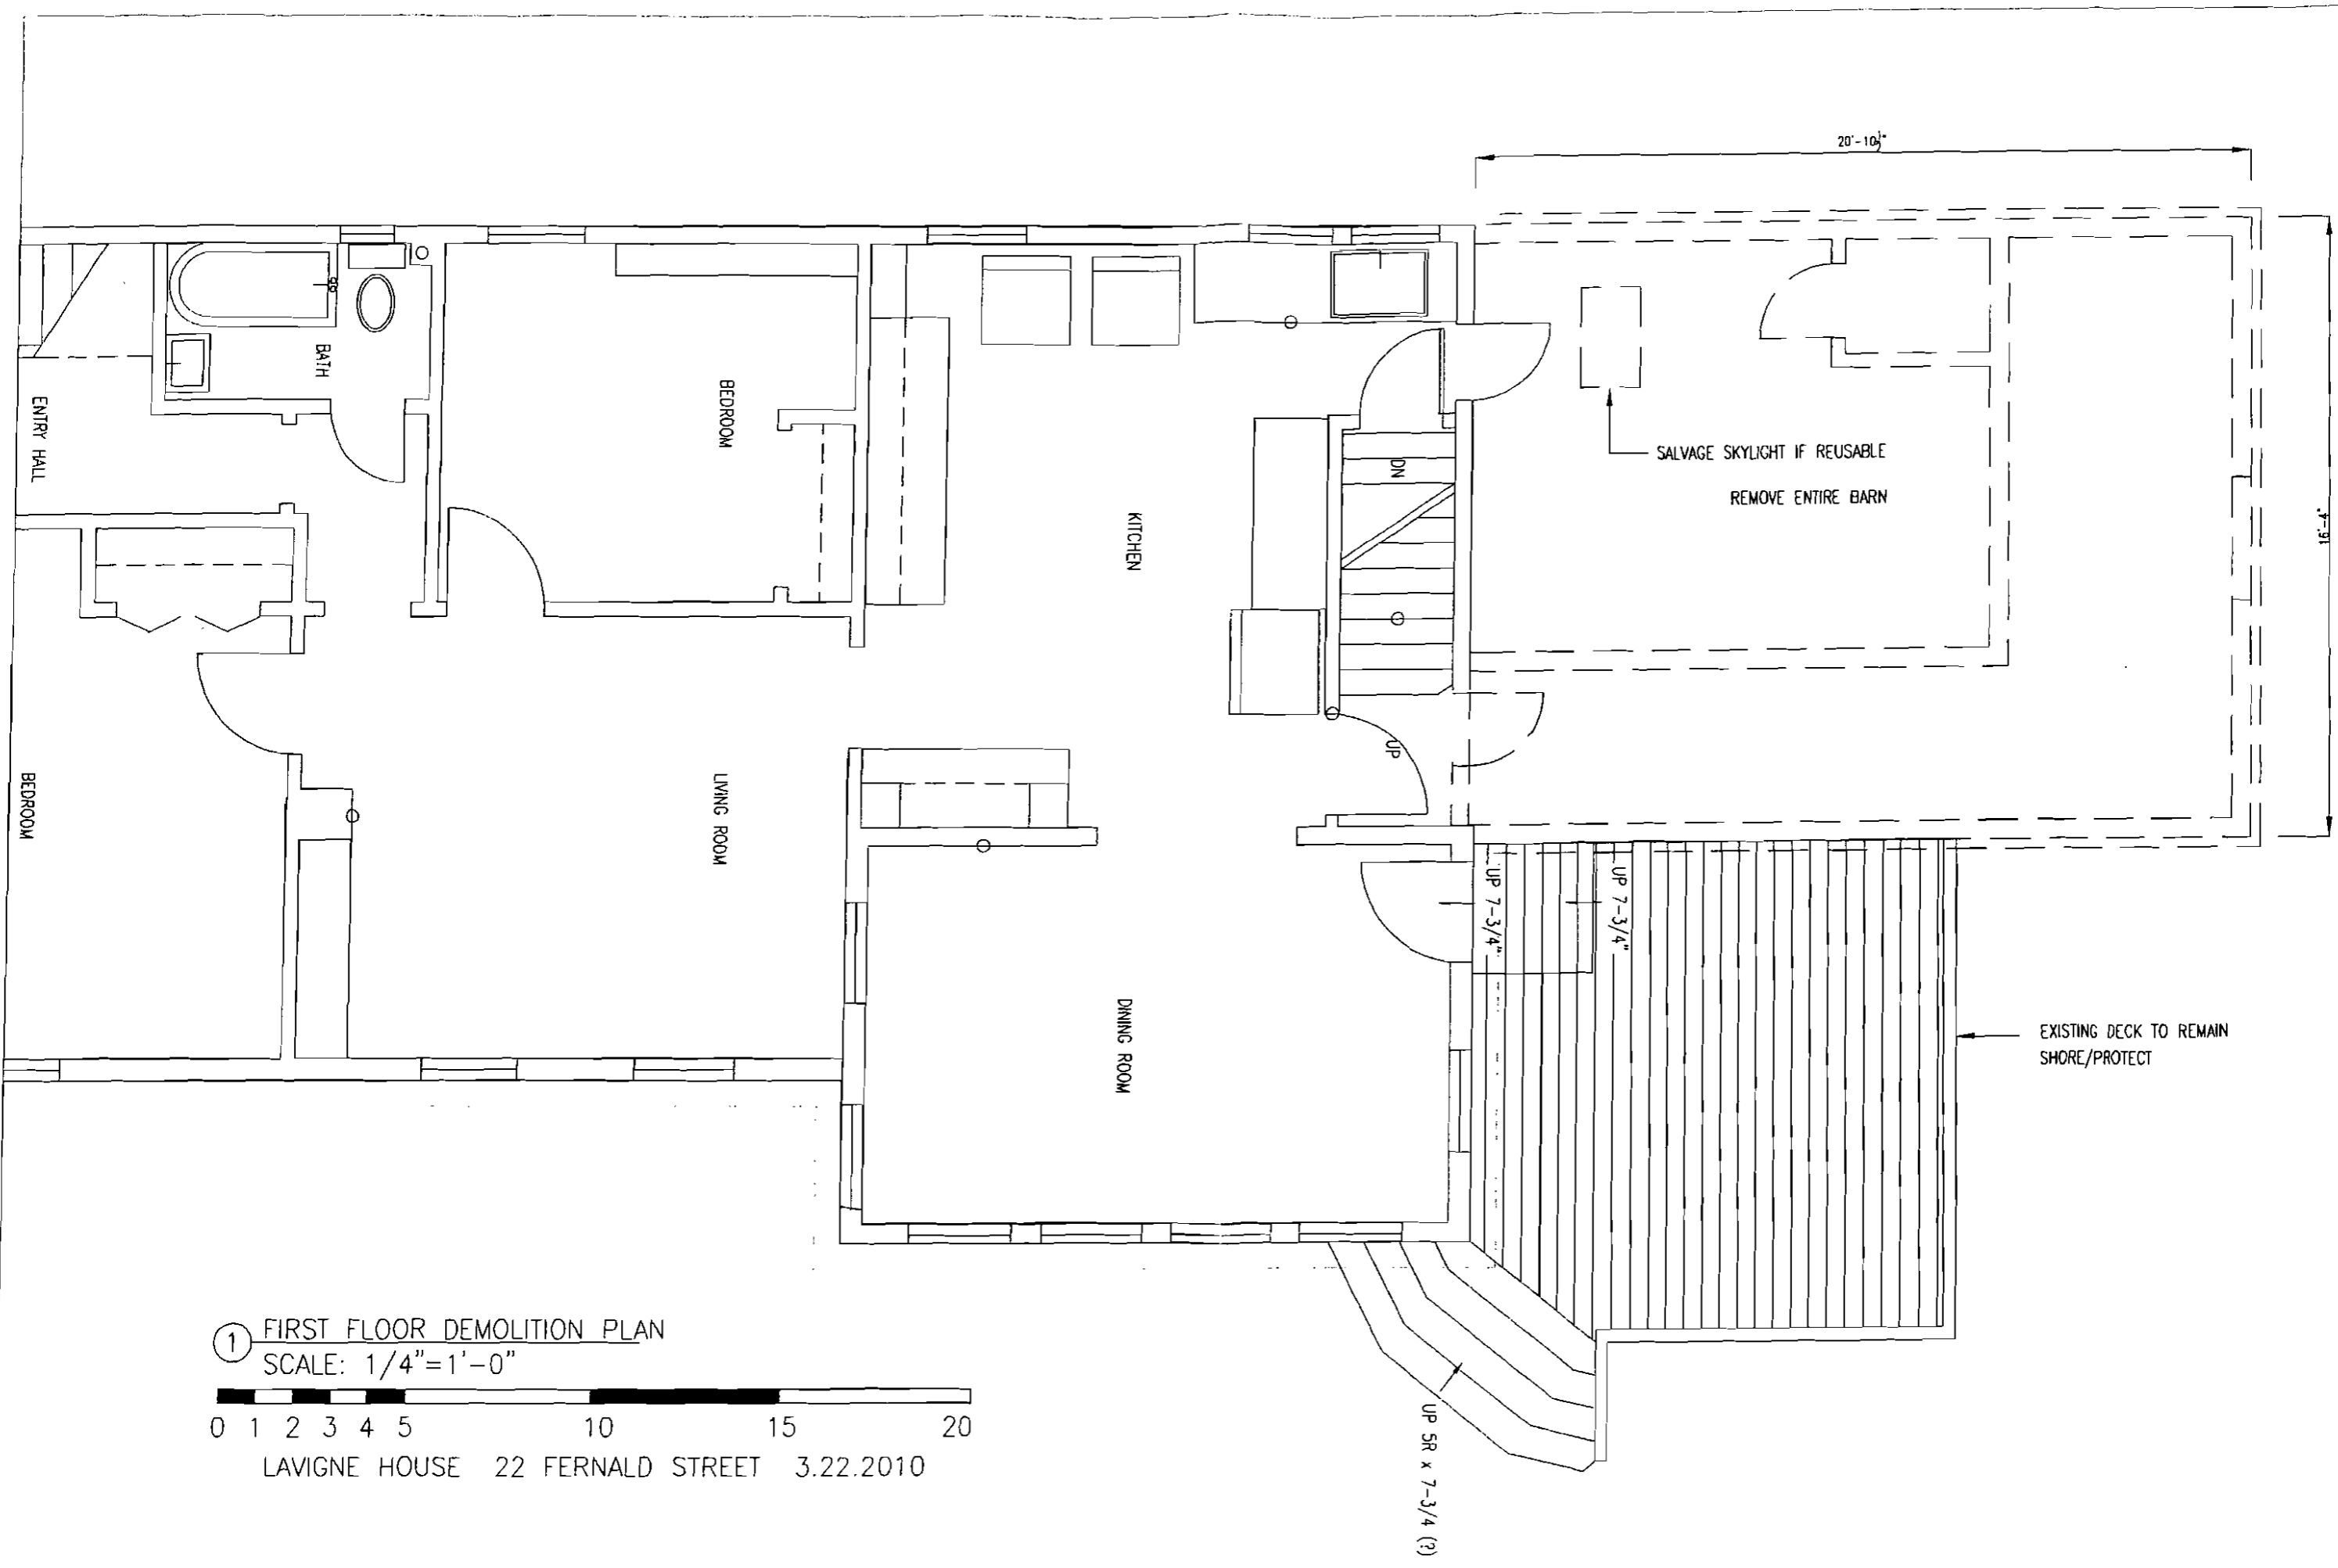 20'-10½"
16'-4"
SALVAGE SKYLIGHT IF REUSABLE
REMOVE ENTIRE BARN
BATH
ENTRY HALL
BEDROOM
KITCHEN
DN
UP
BEDROOM
LIVING ROOM
DINING ROOM
UP 7-3/4"
UP 7-3/4"
EXISTING DECK TO REMAIN
SHORE/PROTECT
UP 5R x 7-3/4 (?)
1 FIRST FLOOR DEMOLITION PLAN
SCALE: 1/4"=1'-0"
0 1 2 3 4 5 10 15 20
LAVIGNE HOUSE 22 FERNALD STREET 3.22.2010